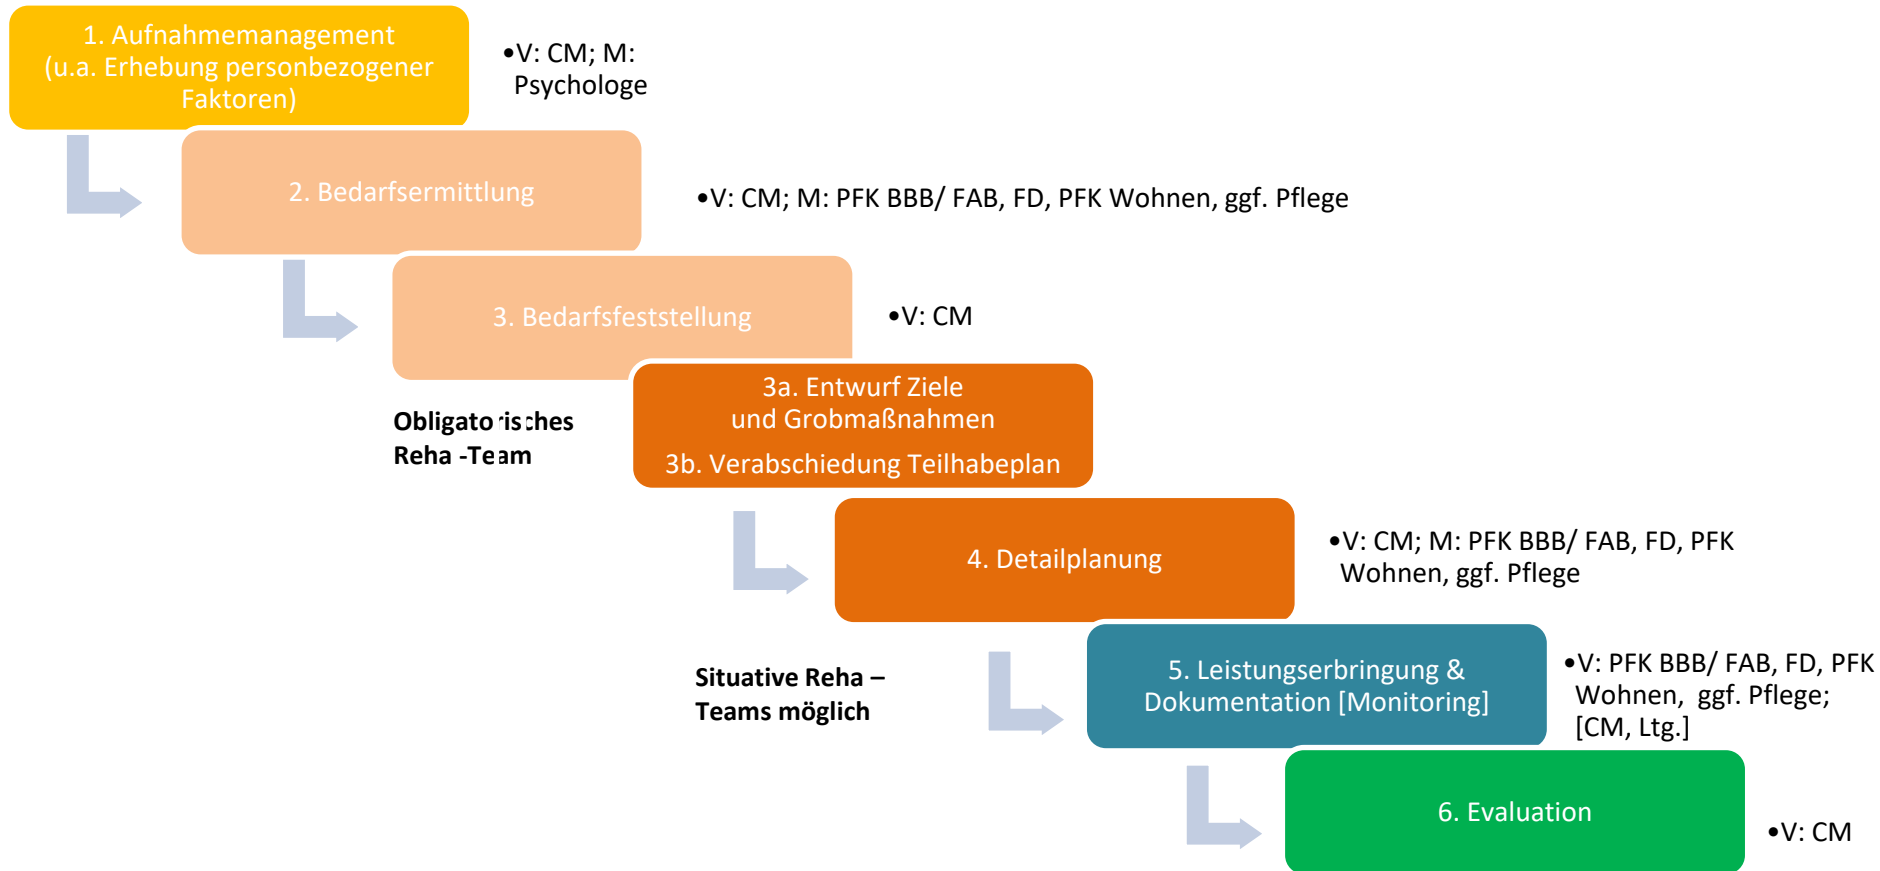 1. Aufnahmemanagement
(u.a. Erhebung personbezogener
Faktoren)
•V: CM; M:
Psychologe
2. Bedarfsermittlung
•V: CM; M: PFK BBB/ FAB, FD, PFK Wohnen, ggf. Pflege
3. Bedarfsfeststellung
•V: CM
3a. Entwurf Ziele
und Grobmaßnahmen
3b. Verabschiedung Teilhabeplan
Obligatorisches
Reha -Team
4. Detailplanung
•V: CM; M: PFK BBB/ FAB, FD, PFK
Wohnen, ggf. Pflege
Situative Reha –
Teams möglich
5. Leistungserbringung &
Dokumentation [Monitoring]
•V: PFK BBB/ FAB, FD, PFK
Wohnen, ggf. Pflege;
[CM, Ltg.]
6. Evaluation
•V: CM